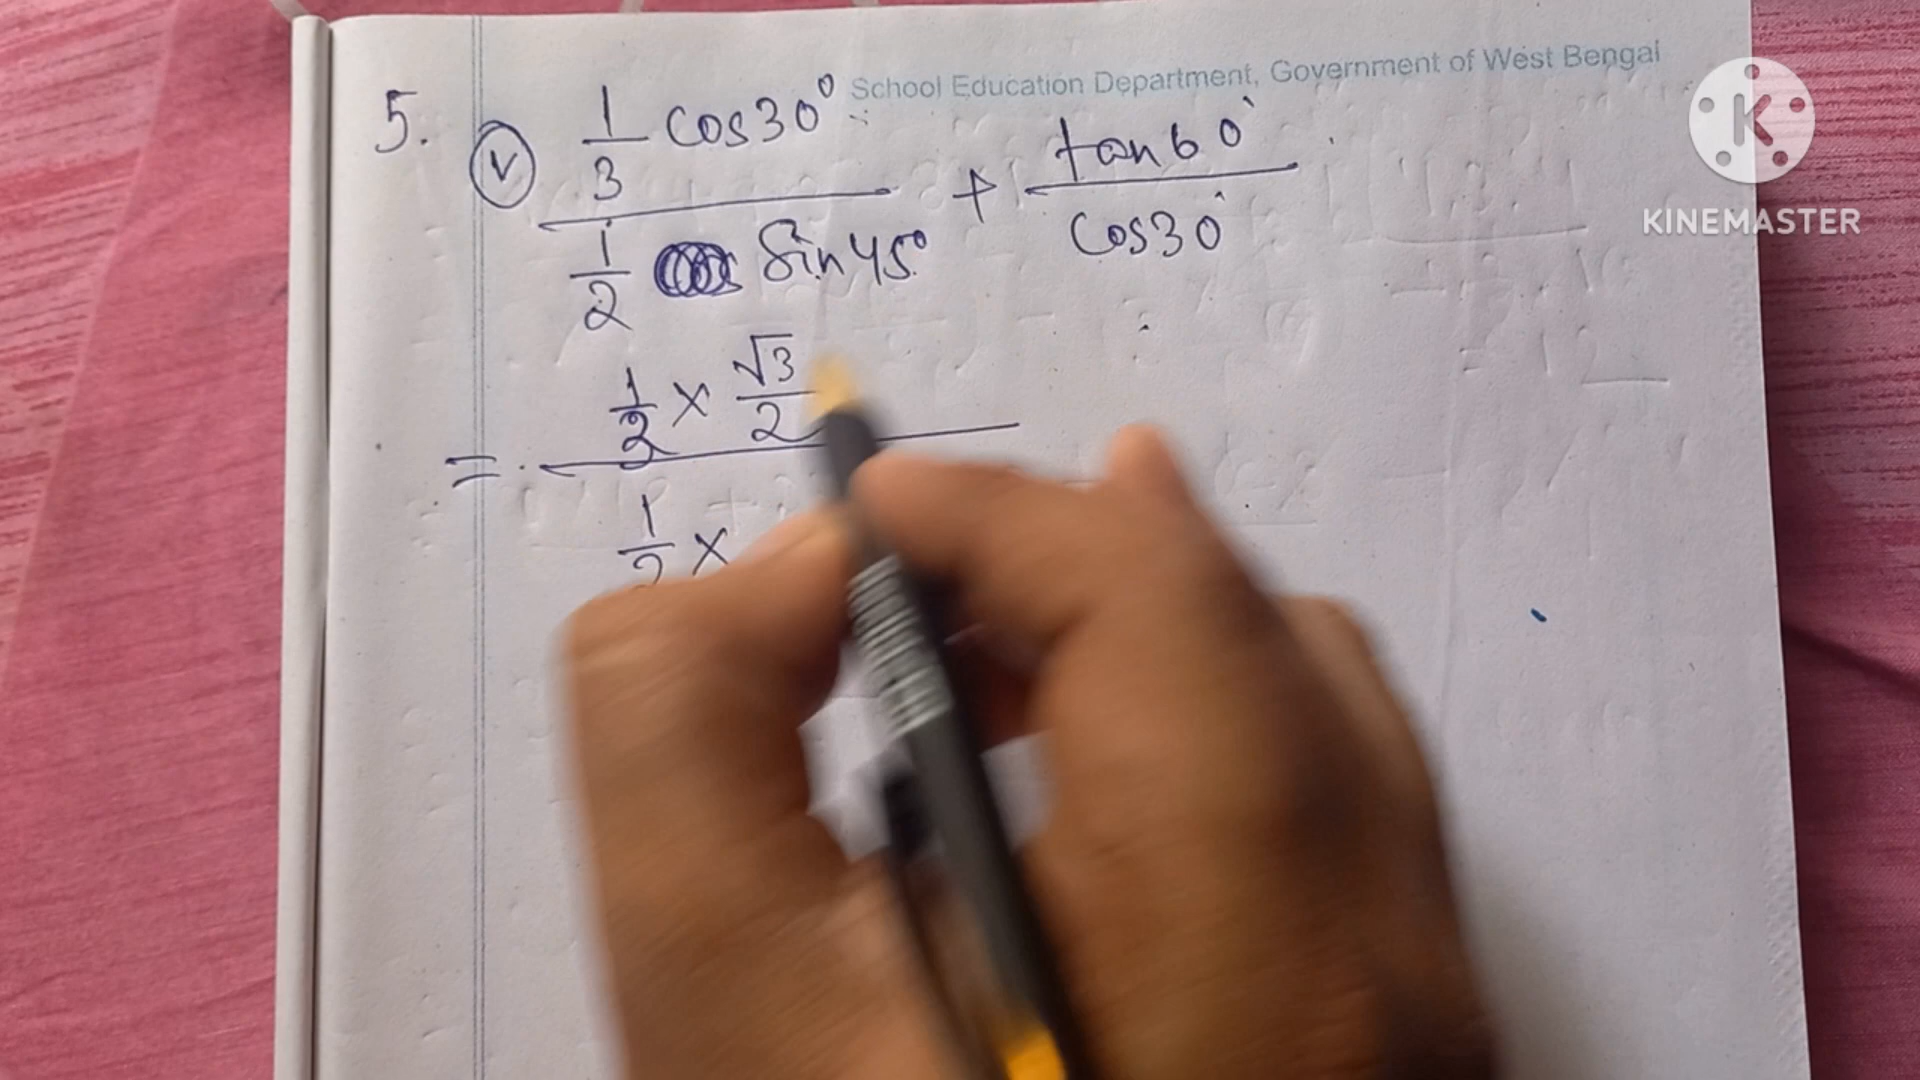 School Education Department, Government of West Bengal
KINEMASTER
5. (v) 1/3 Cos30° + tan60°
1/2 Sin45° Cos30°
= 1/3 × √3/2
1/2 ×